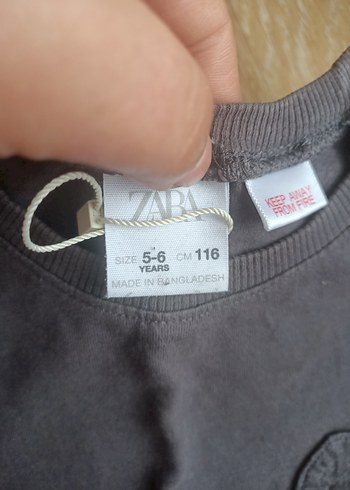 ZARA
SIZE 5-6 YEARS CM 116
MADE IN BANGLADESH
KEEP AWAY
FROM FIRE